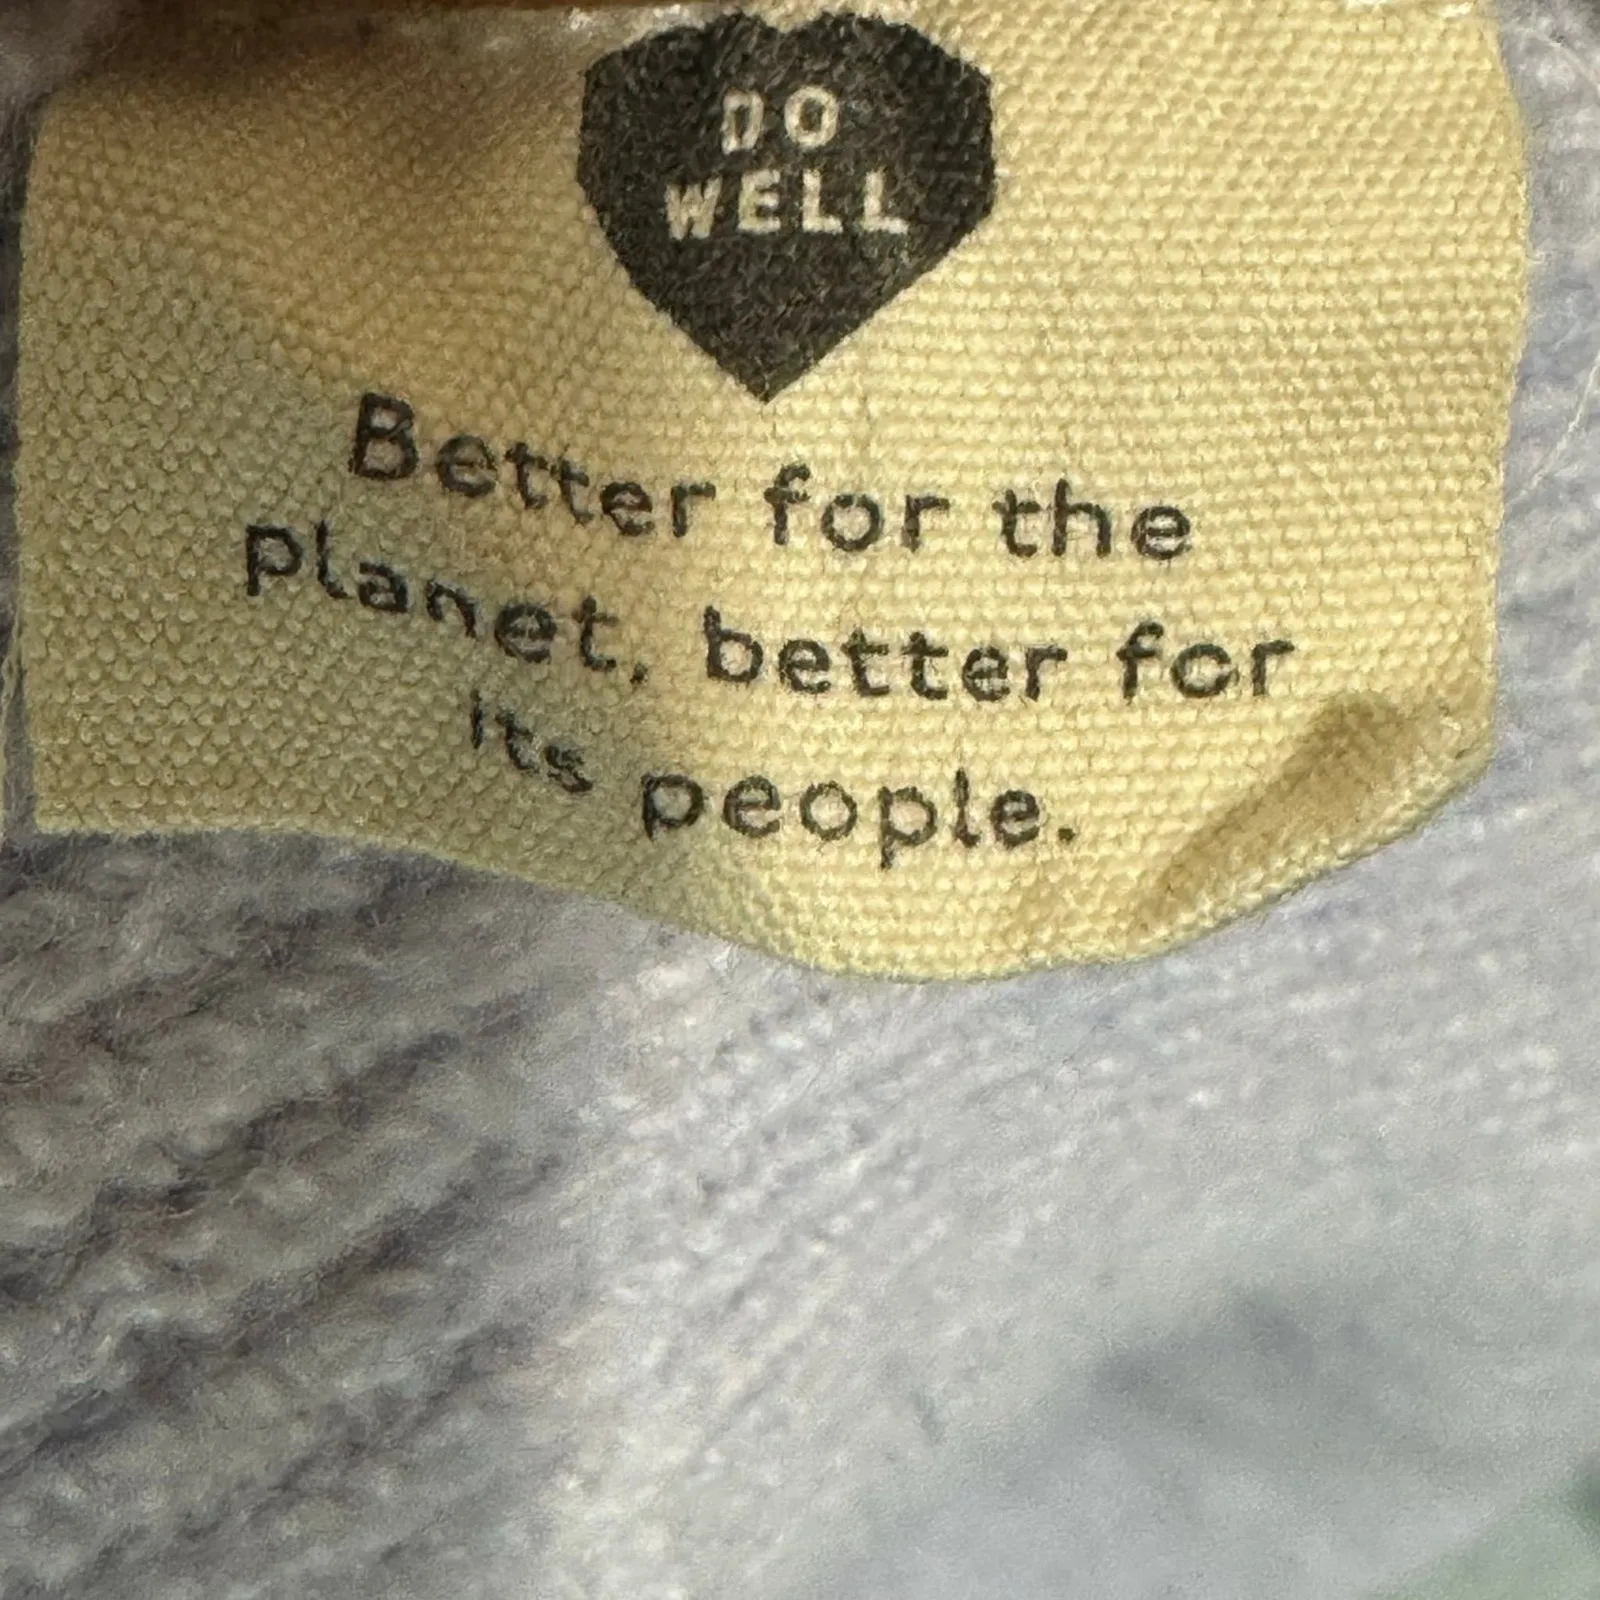 DO
WELL
Better for the
planet, better for
its people.